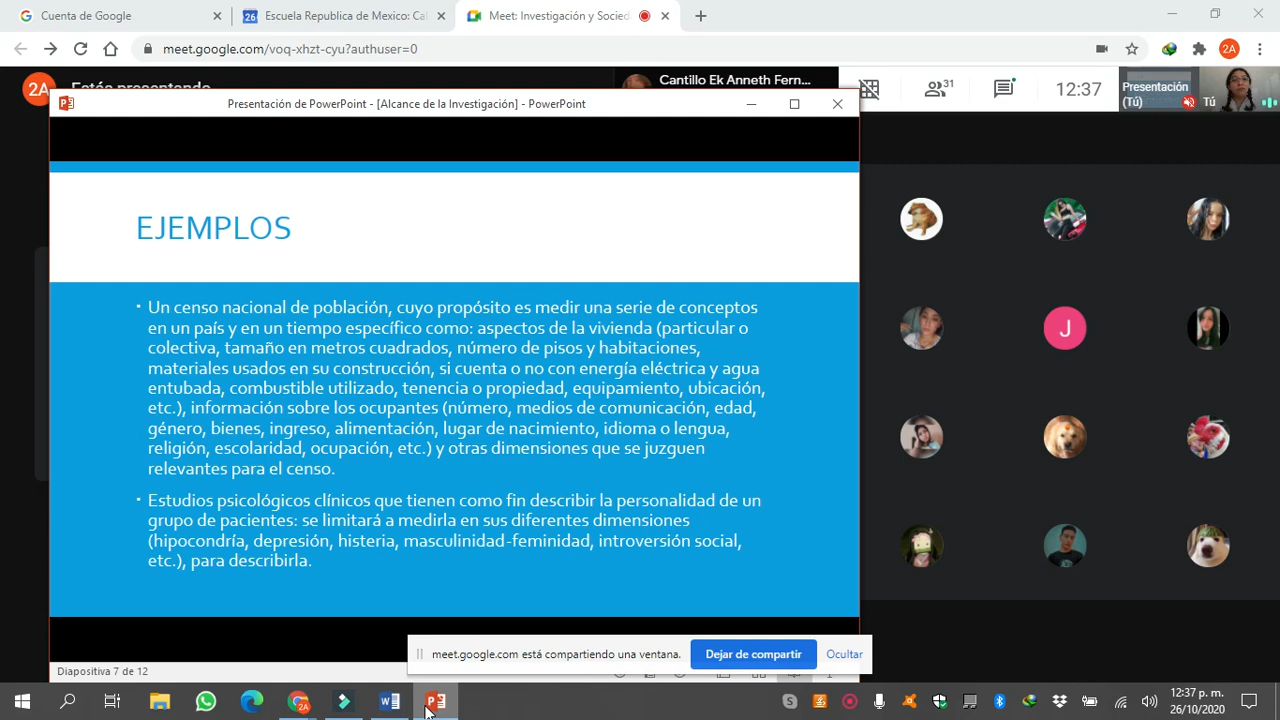 Cuenta de Google
Escuela Republica de Mexico: Cal
Meet: Investigación y Socied
meet.google.com/voq-xhzt-cyu?authuser=0
2A
2A
Estás presentando
Cantillo Ek Anneth Fern...
31
12:37
Presentación
(Tú)
Tú
Presentación de PowerPoint - [Alcance de la Investigación] - PowerPoint
EJEMPLOS
• Un censo nacional de población, cuyo propósito es medir una serie de conceptos
en un país y en un tiempo específico como: aspectos de la vivienda (particular o
colectiva, tamaño en metros cuadrados, número de pisos y habitaciones,
materiales usados en su construcción, si cuenta o no con energía eléctrica y agua
entubada, combustible utilizado, tenencia o propiedad, equipamiento, ubicación,
etc.), información sobre los ocupantes (número, medios de comunicación, edad,
género, bienes, ingreso, alimentación, lugar de nacimiento, idioma o lengua,
religión, escolaridad, ocupación, etc.) y otras dimensiones que se juzguen
relevantes para el censo.
• Estudios psicológicos clínicos que tienen como fin describir la personalidad de un
grupo de pacientes: se limitará a medirla en sus diferentes dimensiones
(hipocondría, depresión, histeria, masculinidad-feminidad, introversión social,
etc.), para describirla.
J
meet.google.com está compartiendo una ventana.
Dejar de compartir
Ocultar
Diapositiva 7 de 12
12:37 p. m.
26/10/2020